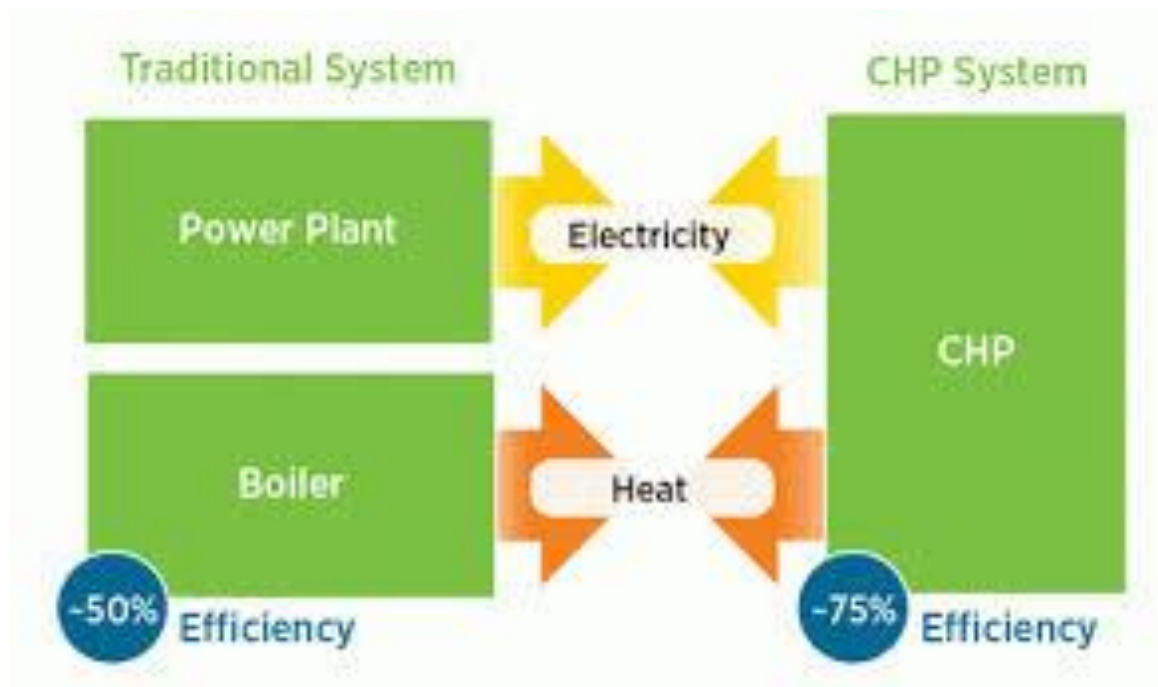 Traditional System
CHP System
Power Plant
Electricity
CHP
Boiler
Heat
~50%
Efficiency
~75%
Efficiency